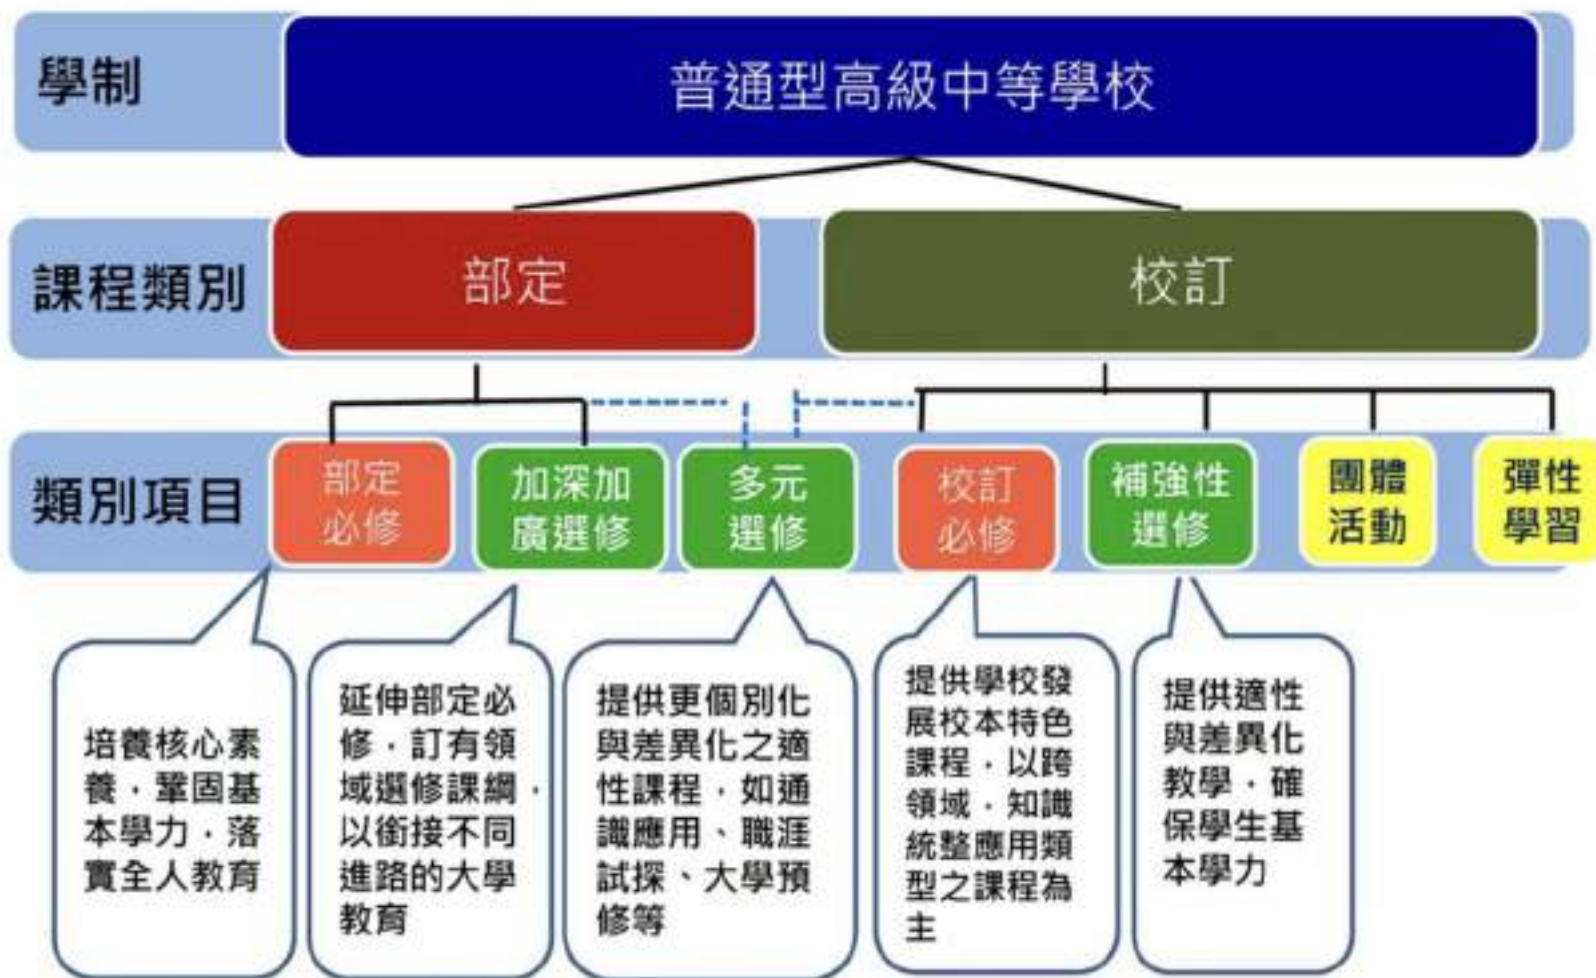 學制
普通型高級中等學校
課程類別
部定
校訂
類別項目
部定
必修
加深加
廣選修
多元
選修
校訂
必修
補強性
選修
團體
活動
彈性
學習
培養核心素
養，鞏固基
本學力，落
實全人教育
延伸部定必
修，訂有領
域選修課綱，
以銜接不同
進路的大學
教育
提供更個別化
與差異化之適
性課程，如通
識應用、職涯
試探、大學預
修等
提供學校發
展校本特色
課程，以跨
領域，知識
統整應用類
型之課程為
主
提供適性
與差異化
教學，確
保學生基
本學力